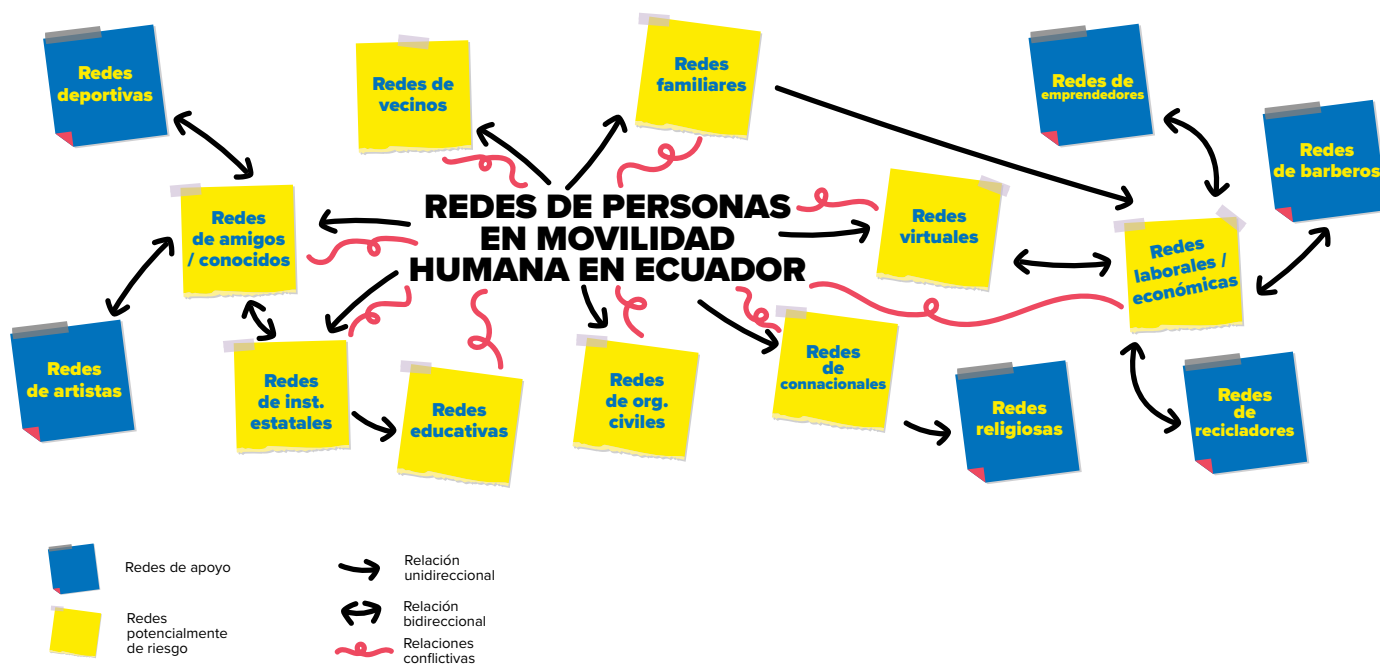 Redes
deportivas
Redes de
vecinos
Redes
familiares
Redes de
emprendedores
Redes
de barberos
Redes
de amigos
/ conocidos
REDES DE PERSONAS
EN MOVILIDAD
HUMANA EN ECUADOR
Redes
virtuales
Redes
laborales /
económicas
Redes
de artistas
Redes
de inst.
estatales
Redes
educativas
Redes
de org.
civiles
Redes
de
connacionales
Redes
religiosas
Redes
de
recicladores
Redes de apoyo
Redes
potencialmente
de riesgo
Relación
unidireccional
Relación
bidireccional
Relaciones
conflictivas